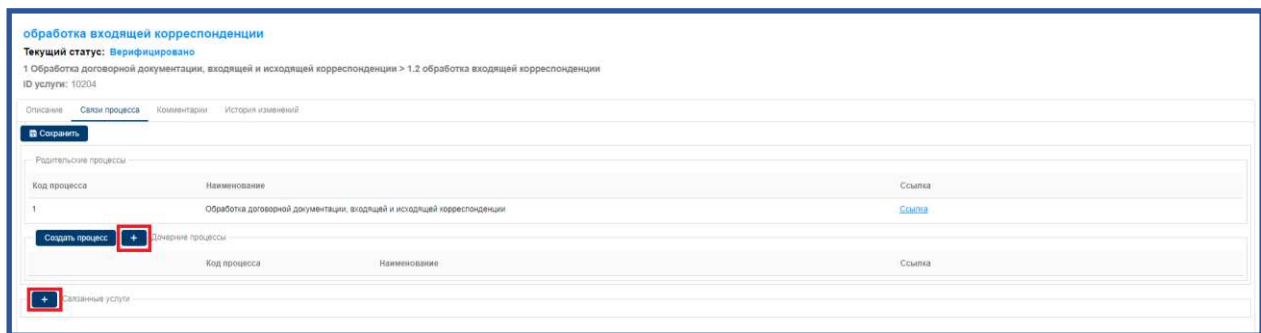 обработка входящей корреспонденции
Текущий статус: Верифицировано
1 Обработка договорной документации, входящей и исходящей корреспонденции > 1.2 обработка входящей корреспонденции
ID услуги: 10204
Описание Связи процесса Комментарии История изменений
Сохранить
Родительские процессы
Код процесса Наименование Ссылка
1 Обработка договорной документации, входящей и исходящей корреспонденции Ссылка
Создать процесс + Дочерние процессы
Код процесса Наименование Ссылка
+ Связанные услуги